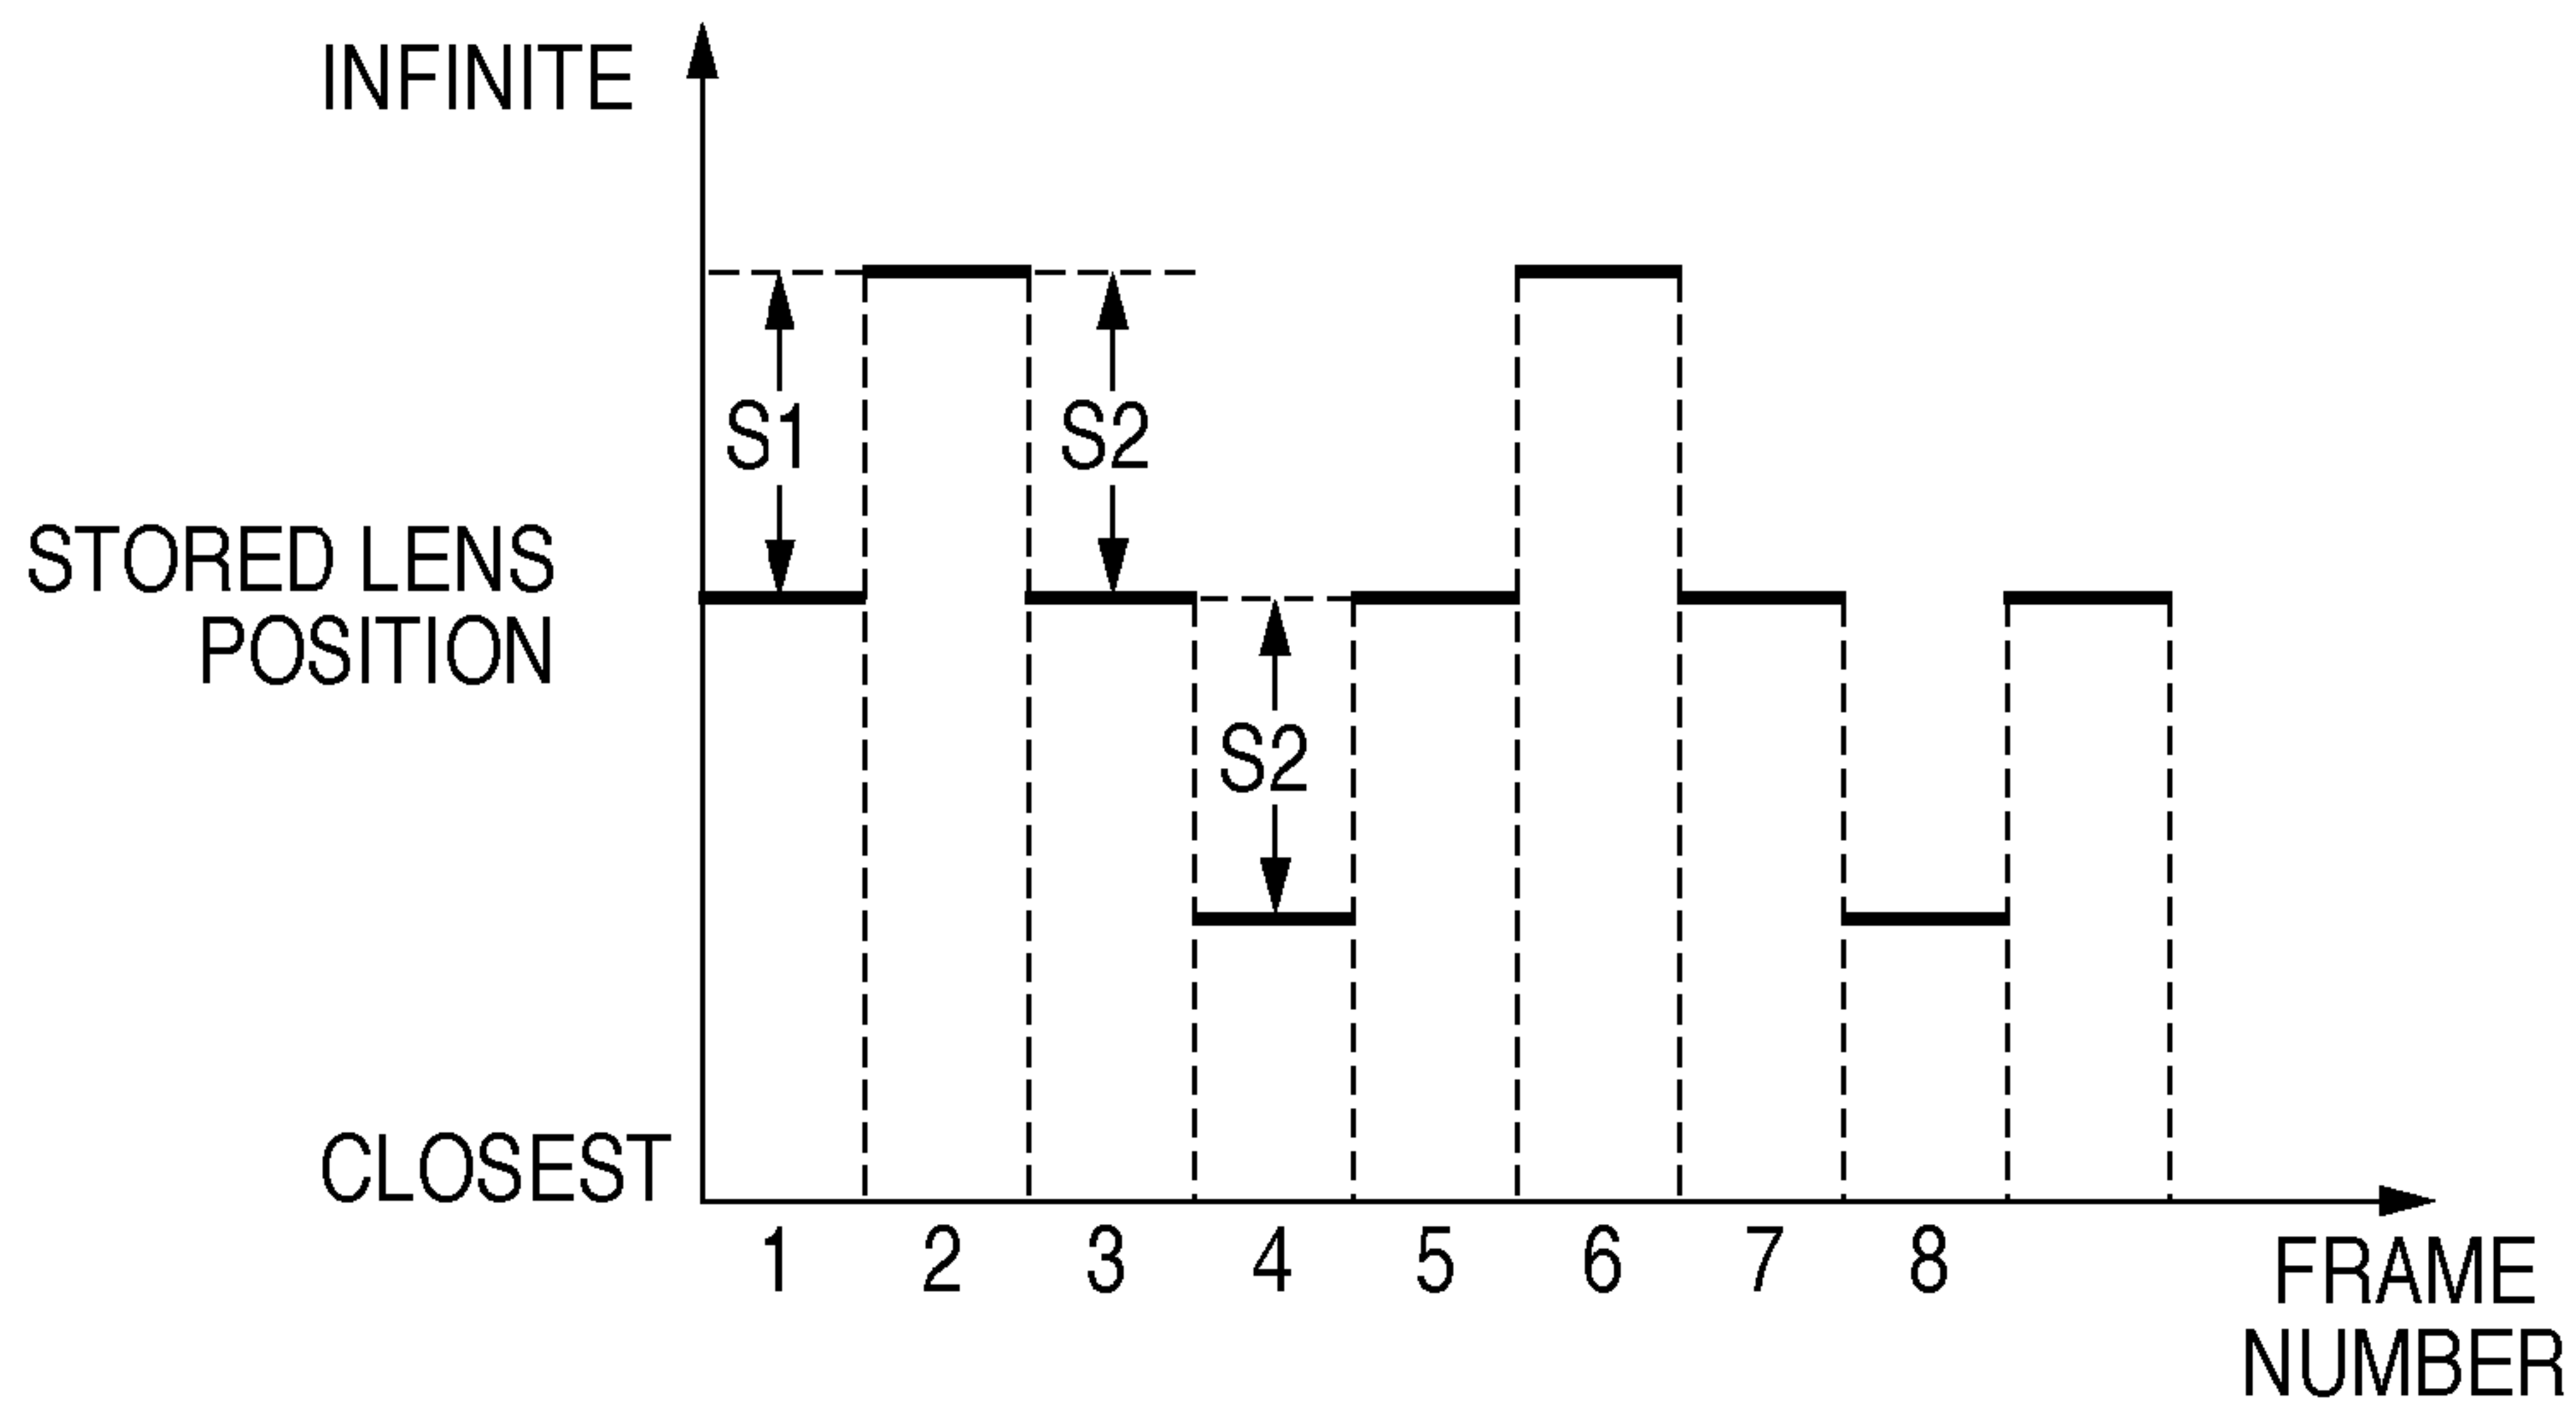 INFINITE
S1
S2
STORED LENS
POSITION
S2
CLOSEST
1 2 3 4 5 6 7 8
FRAME
NUMBER